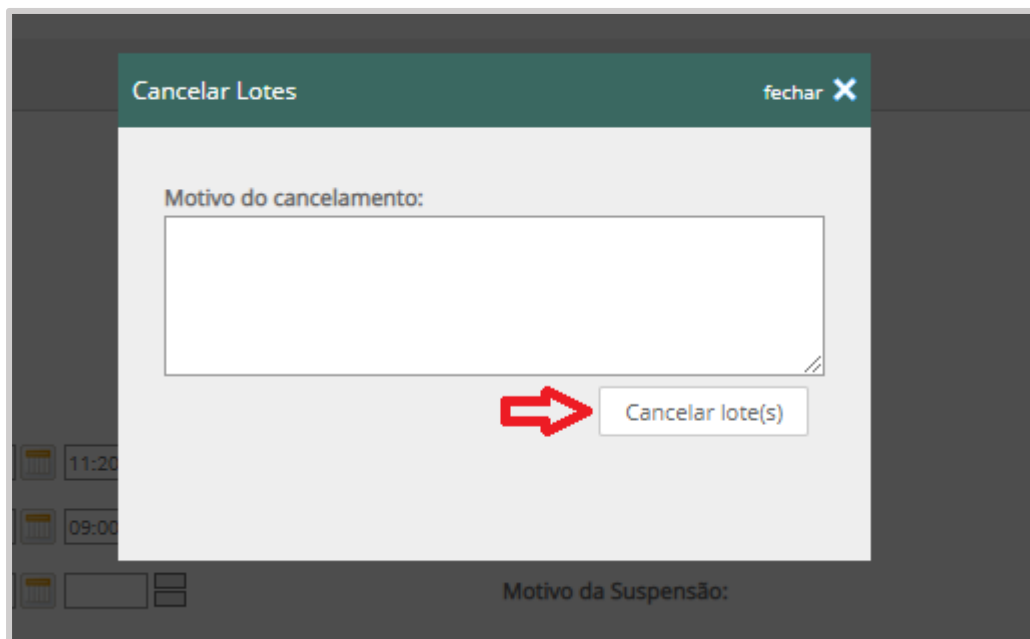 Cancelar Lotes
fechar
Motivo do cancelamento:
Cancelar lote(s)
11:20
09:00
Motivo da Suspensão: